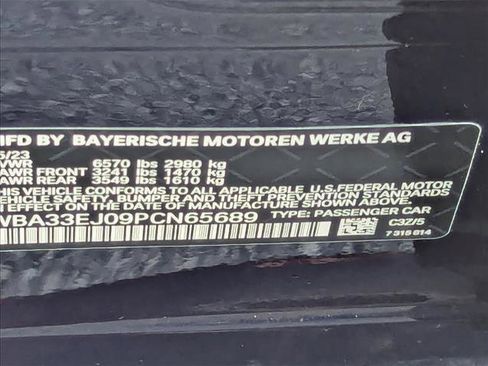 MFD BY BAYERISCHE MOTOREN WERKE AG
5/23
GVWR 6570 lbs 2980 kg
GAWR FRONT 3241 lbs 1470 kg
GAWR REAR 3549 lbs 1610 kg
THIS VEHICLE CONFORMS TO ALL APPLICABLE U.S.FEDERAL MOTOR
VEHICLE SAFETY, BUMPER AND THEFT PREVENTION STANDARDS
IN EFFECT ON THE DATE OF MANUFACTURE SHOWN ABOVE.
WBA33EJ09PCN65689 TYPE: PASSENGER CAR
C32/S
7 316 814